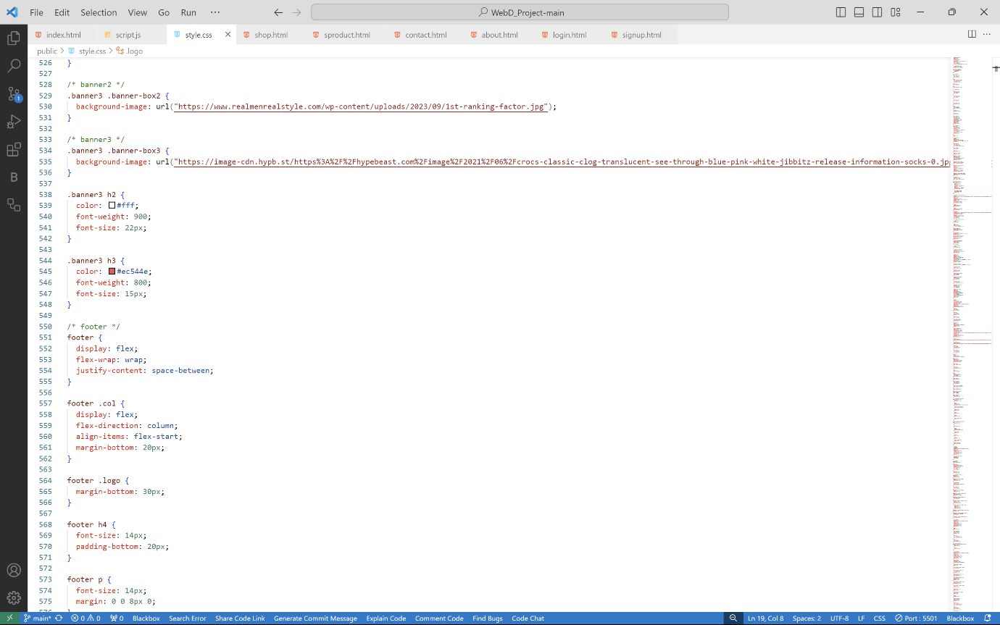 File Edit Selection View Go Run ···
WebD_Project-main
index.html script.js style.css shop.html sproduct.html contact.html about.html login.html signup.html
public > style.css > .logo
526 }
527
528 /* banner2 */
529 .banner3 .banner-box2 {
530 background-image: url("https://www.realmenrealstyle.com/wp-content/uploads/2023/09/1st-ranking-factor.jpg");
531 }
532
533 /* banner3 */
534 .banner3 .banner-box3 {
535 background-image: url("https://image-cdn.hypb.st/https%3A%2F%2Fhypebeast.com%2Fimage%2F2021%2F06%2Fcrocs-classic-clog-translucent-see-through-blue-pink-white-jibbitz-release-information-socks-0.jp
536 }
537
538 .banner3 h2 {
539 color: #fff;
540 font-weight: 900;
541 font-size: 22px;
542 }
543
544 .banner3 h3 {
545 color: #ec544e;
546 font-weight: 800;
547 font-size: 15px;
548 }
549
550 /* footer */
551 footer {
552 display: flex;
553 flex-wrap: wrap;
554 justify-content: space-between;
555 }
556
557 footer .col {
558 display: flex;
559 flex-direction: column;
560 align-items: flex-start;
561 margin-bottom: 20px;
562 }
563
564 footer .logo {
565 margin-bottom: 30px;
566 }
567
568 footer h4 {
569 font-size: 14px;
570 padding-bottom: 20px;
571 }
572
573 footer p {
574 font-size: 14px;
575 margin: 0 0 8px 0;
1
B
main* 0 0 0 Blackbox Search Error Share Code Link Generate Commit Message Explain Code Comment Code Find Bugs Code Chat Ln 19, Col 8 Spaces: 2 UTF-8 LF CSS Port : 5501 Blackbox